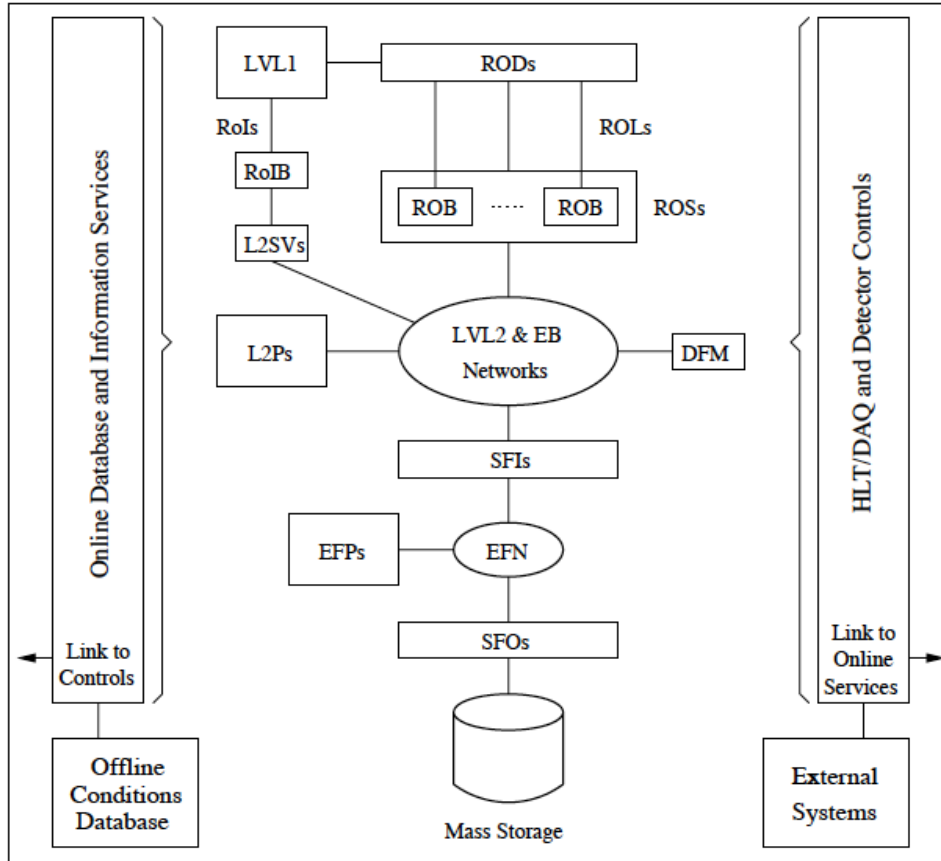 Online Database and Information Services
Link to
Controls
Offline
Conditions
Database
LVL1
RODs
RoIs
ROLs
RoIB
ROB
.....
ROB
ROSs
L2SVs
L2Ps
LVL2 & EB
Networks
DFM
SFIs
EFPs
EFN
SFOs
Mass Storage
HLT/DAQ and Detector Controls
Link to
Online
Services
External
Systems